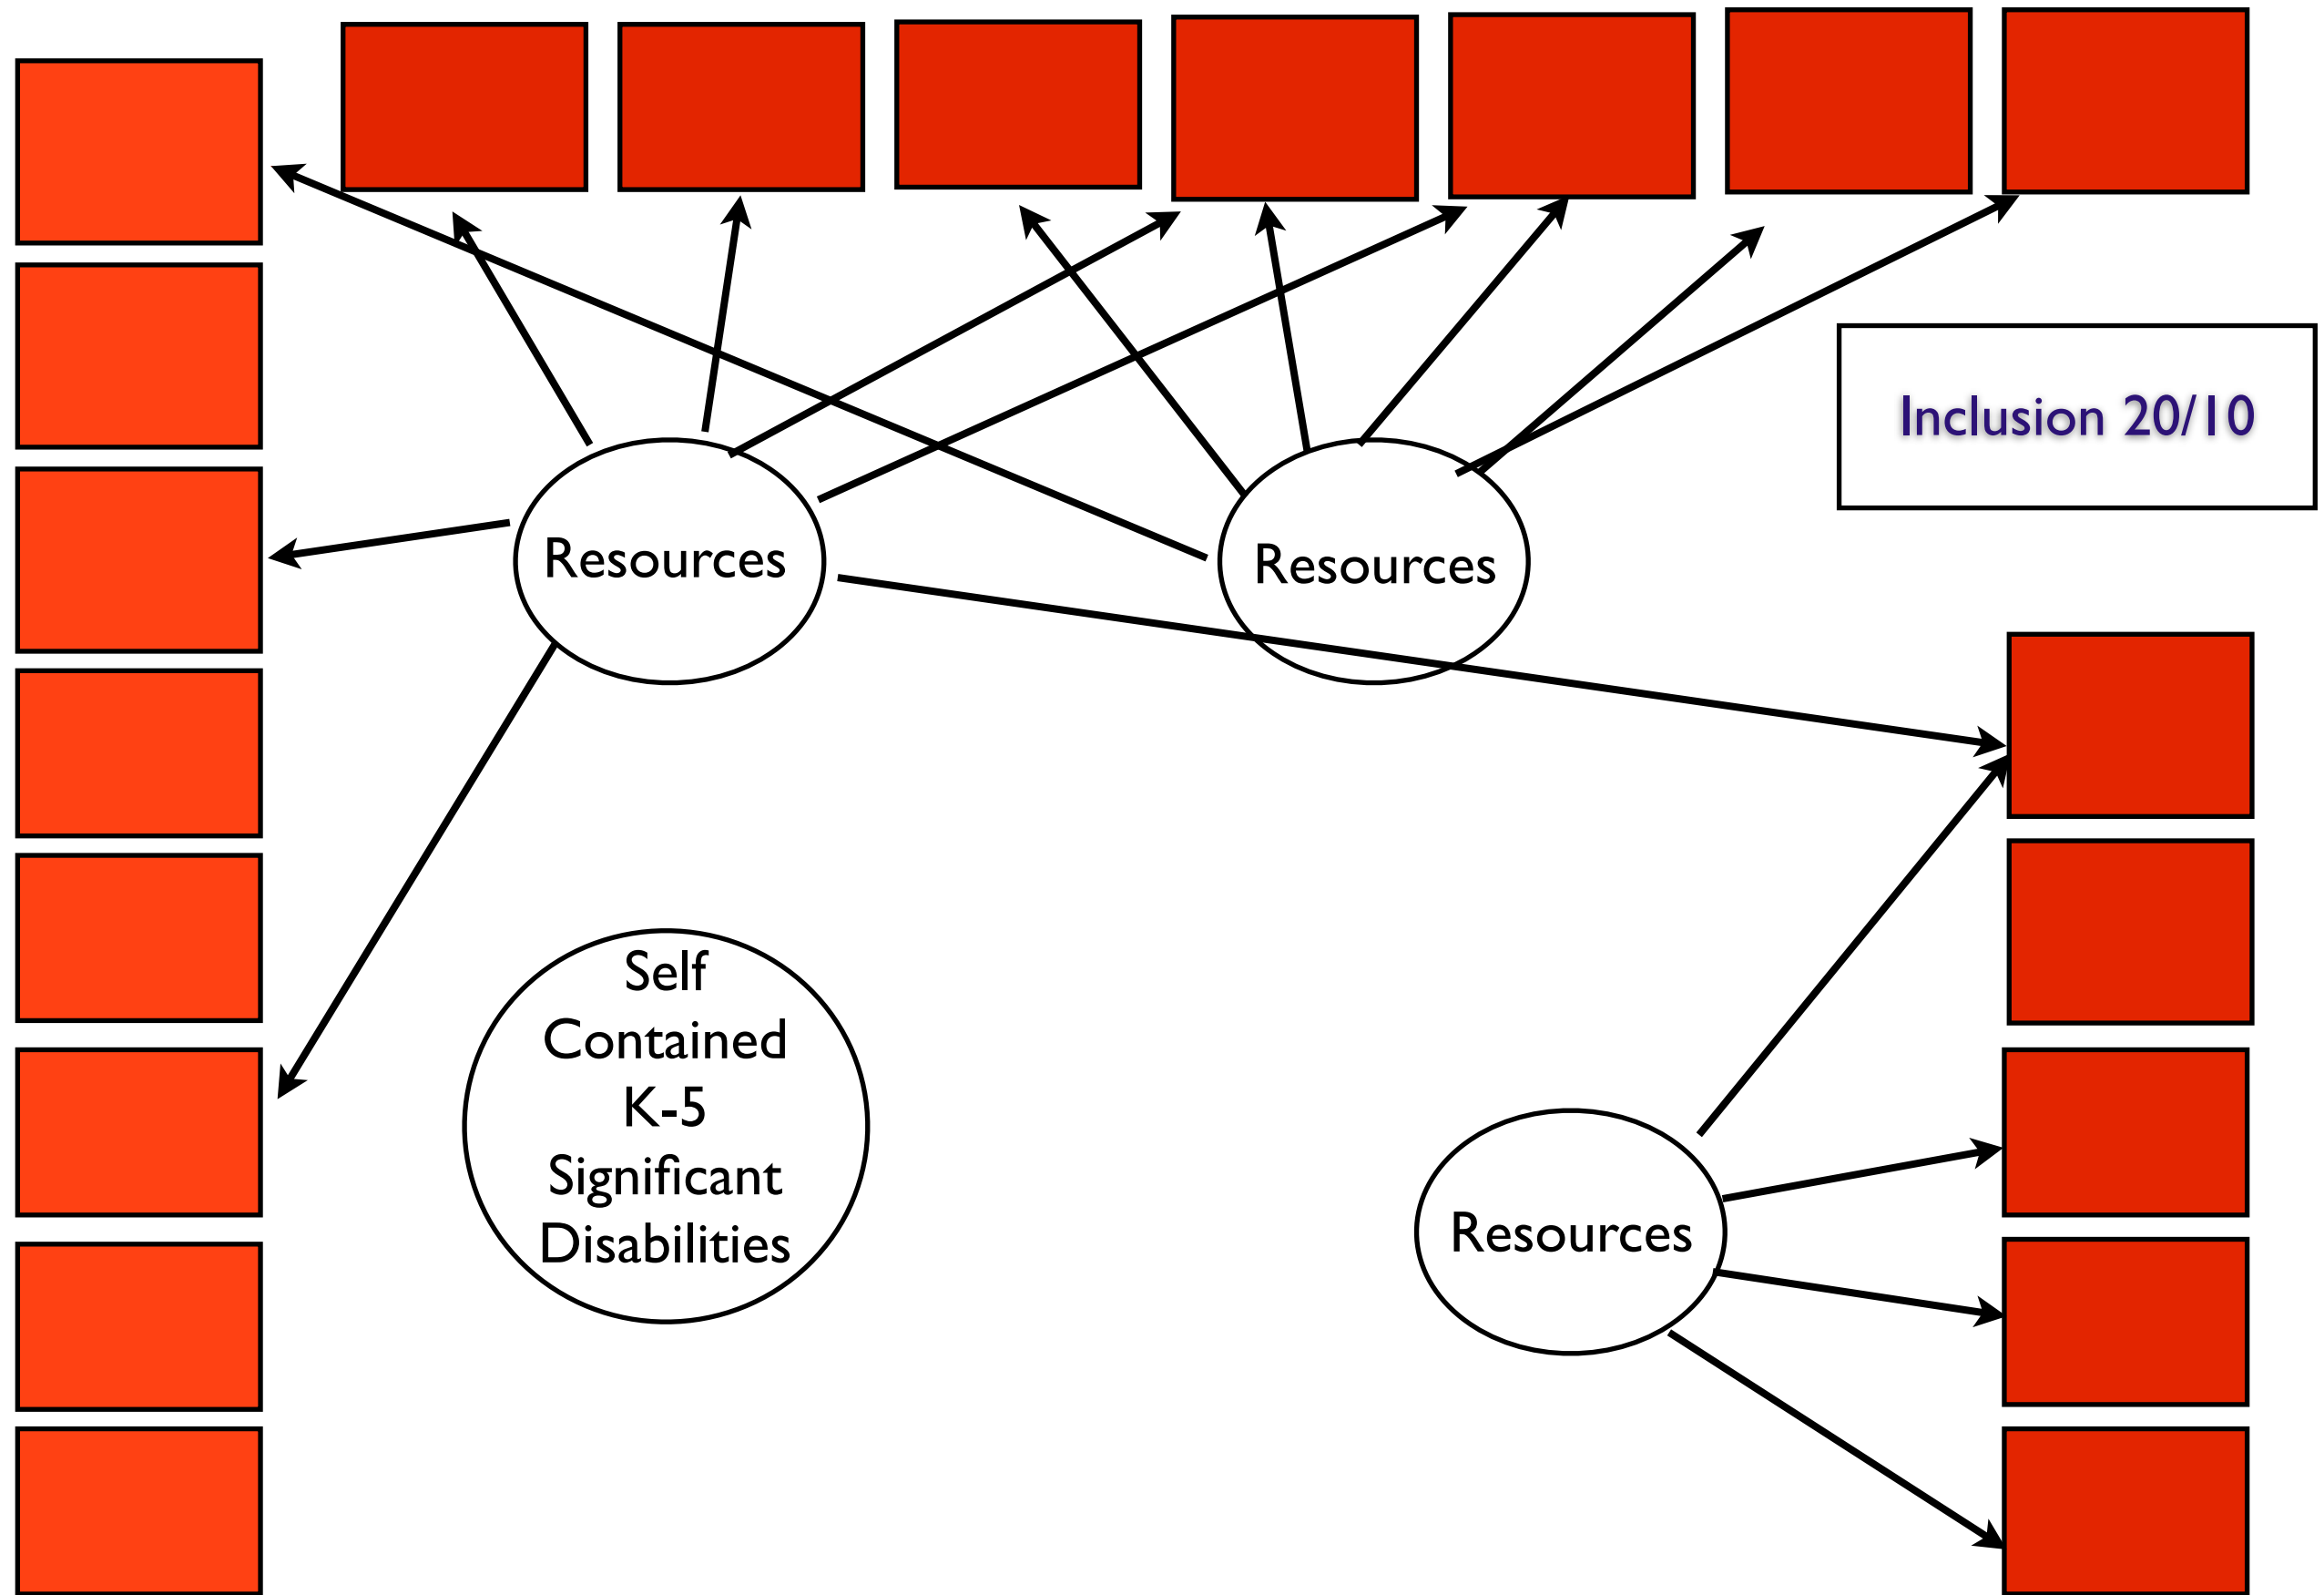 Inclusion 20/10
Resources
Resources
Self
Contained
K-5
Significant
Disabilities
Resources